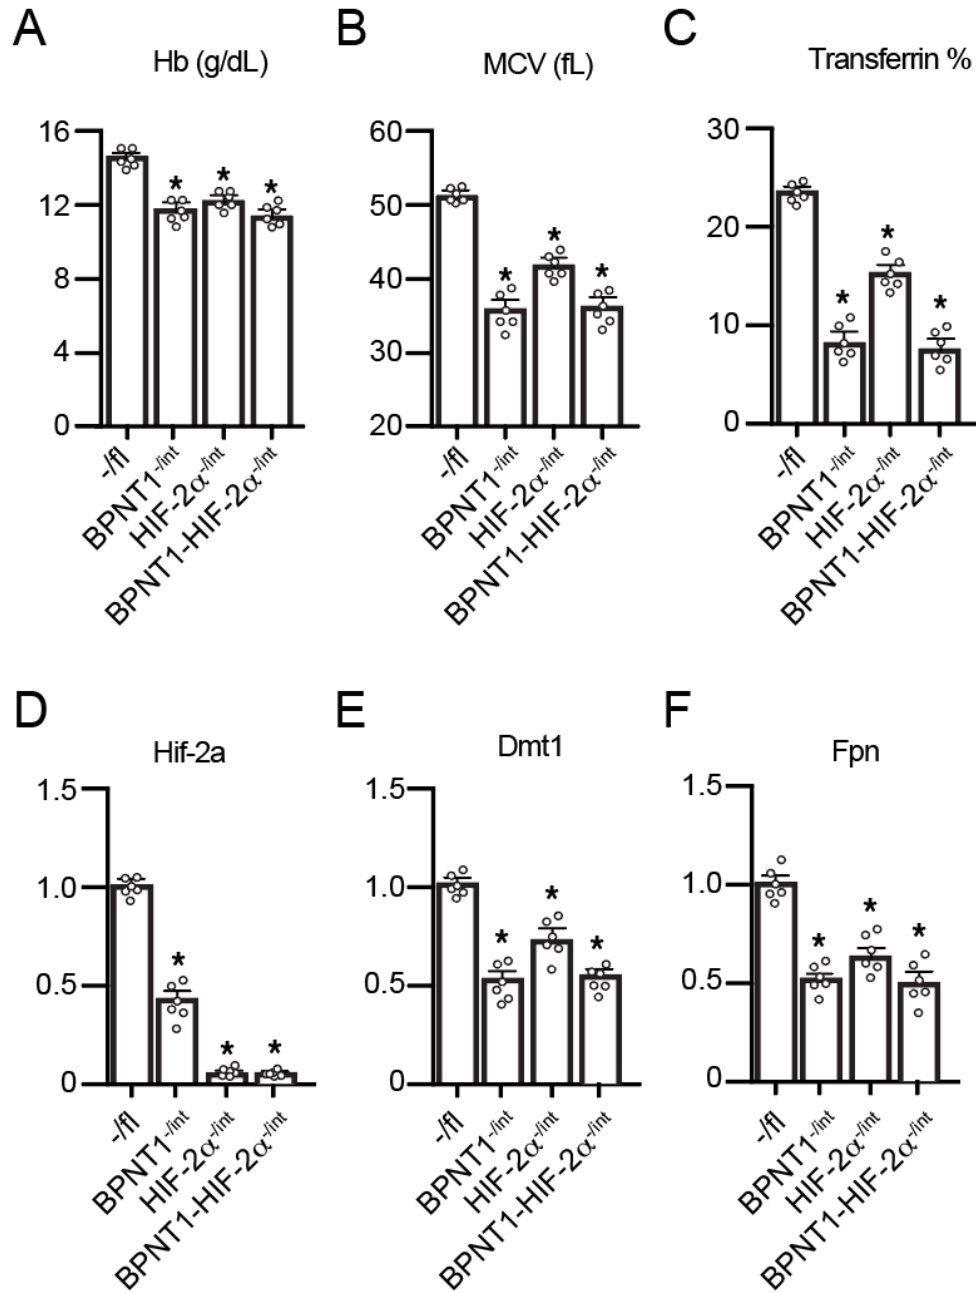 A
Hb (g/dL)
16
12
8
4
0
* * *
-/fl
BPNT1-/int
HIF-2α-/int
BPNT1-HIF-2α-/int
B
MCV (fL)
60
50
40
30
20
* * *
-/fl
BPNT1-/int
HIF-2α-/int
BPNT1-HIF-2α-/int
C
Transferrin %
30
20
10
0
* * *
-/fl
BPNT1-/int
HIF-2α-/int
BPNT1-HIF-2α-/int
D
Hif-2a
1.5
1.0
0.5
0
* * *
-/fl
BPNT1-/int
HIF-2α-/int
BPNT1-HIF-2α-/int
E
Dmt1
1.5
1.0
0.5
0
* * *
-/fl
BPNT1-/int
HIF-2α-/int
BPNT1-HIF-2α-/int
F
Fpn
1.5
1.0
0.5
0
* * *
-/fl
BPNT1-/int
HIF-2α-/int
BPNT1-HIF-2α-/int